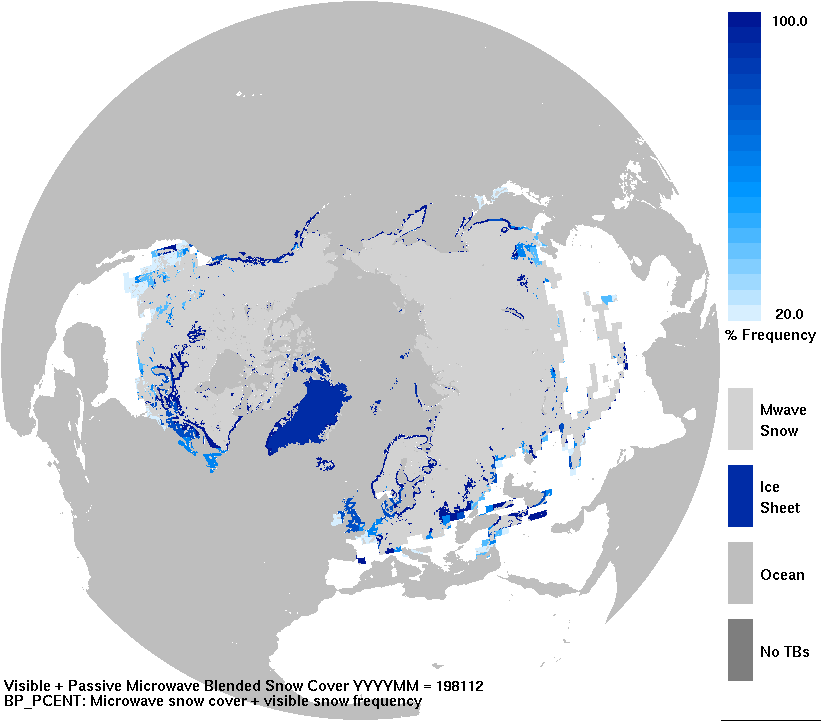 100.0
20.0
% Frequency
Mwave
Snow
Ice
Sheet
Ocean
No TBs
Visible + Passive Microwave Blended Snow Cover YYYYMM = 198112
BP_PCENT: Microwave snow cover + visible snow frequency